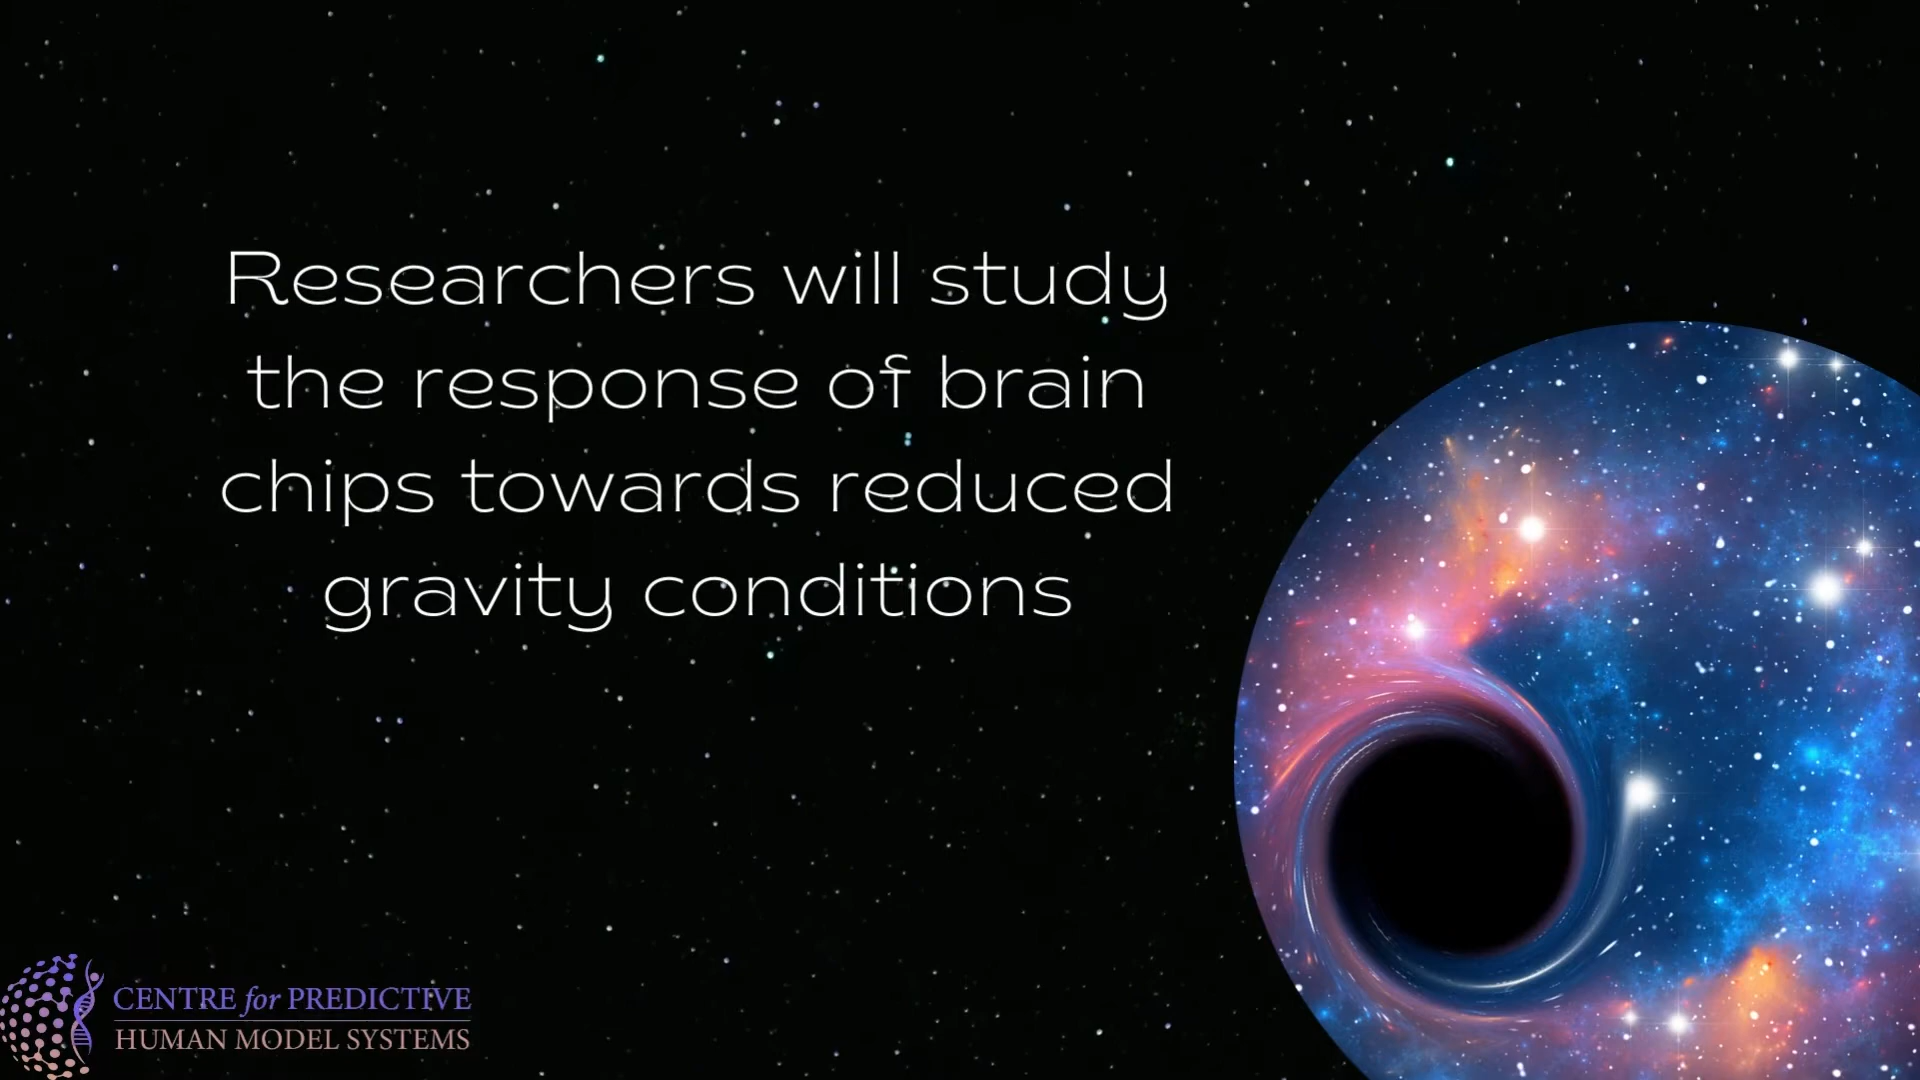 Researchers will study
the response of brain
chips towards reduced
gravity conditions
CENTRE for PREDICTIVE
HUMAN MODEL SYSTEMS